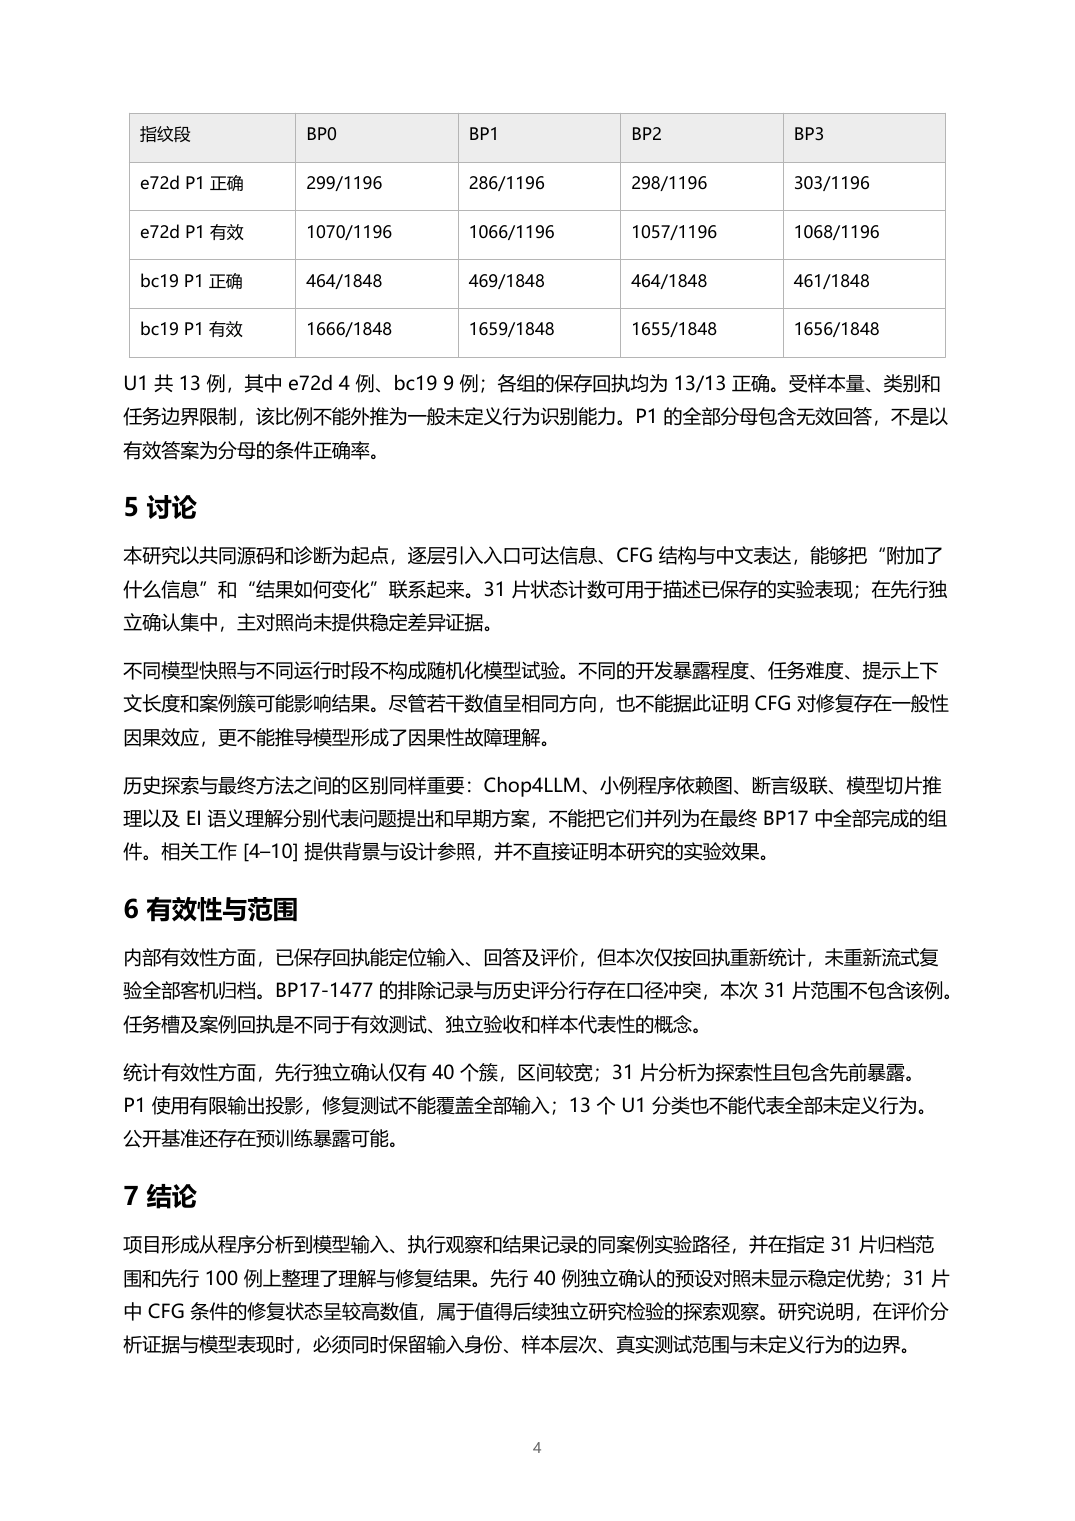 指纹段 BP0 BP1 BP2 BP3
e72d P1 正确 299/1196 286/1196 298/1196 303/1196
e72d P1 有效 1070/1196 1066/1196 1057/1196 1068/1196
bc19 P1 正确 464/1848 469/1848 464/1848 461/1848
bc19 P1 有效 1666/1848 1659/1848 1655/1848 1656/1848
U1 共 13 例，其中 e72d 4 例、bc19 9 例；各组的保存回执均为 13/13 正确。受样本量、类别和
任务边界限制，该比例不能外推为一般未定义行为识别能力。P1 的全部分母包含无效回答，不是以
有效答案为分母的条件正确率。
5 讨论
本研究以共同源码和诊断为起点，逐层引入入口可达信息、CFG 结构与中文表达，能够把“附加了
什么信息”和“结果如何变化”联系起来。31 片状态计数可用于描述已保存的实验表现；在先行独
立确认集中，主对照尚未提供稳定差异证据。
不同模型快照与不同运行时段不构成随机化模型试验。不同的开发暴露程度、任务难度、提示上下
文长度和案例簇可能影响结果。尽管若干数值呈相同方向，也不能据此证明 CFG 对修复存在一般性
因果效应，更不能推导模型形成了因果性故障理解。
历史探索与最终方法之间的区别同样重要：Chop4LLM、小例程序依赖图、断言级联、模型切片推
理以及 EI 语义理解分别代表问题提出和早期方案，不能把它们并列为在最终 BP17 中全部完成的组
件。相关工作 [4–10] 提供背景与设计参照，并不直接证明本研究的实验效果。
6 有效性与范围
内部有效性方面，已保存回执能定位输入、回答及评价，但本次仅按回执重新统计，未重新流式复
验全部客机归档。BP17-1477 的排除记录与历史评分行存在口径冲突，本次 31 片范围不包含该例。
任务槽及案例回执是不同于有效测试、独立验收和样本代表性的概念。
统计有效性方面，先行独立确认仅有 40 个簇，区间较宽；31 片分析为探索性且包含先前暴露。
P1 使用有限输出投影，修复测试不能覆盖全部输入；13 个 U1 分类也不能代表全部未定义行为。
公开基准还存在预训练暴露可能。
7 结论
项目形成从程序分析到模型输入、执行观察和结果记录的同案例实验路径，并在指定 31 片归档范
围和先行 100 例上整理了理解与修复结果。先行 40 例独立确认的预设对照未显示稳定优势；31 片
中 CFG 条件的修复状态呈较高数值，属于值得后续独立研究检验的探索观察。研究说明，在评价分
析证据与模型表现时，必须同时保留输入身份、样本层次、真实测试范围与未定义行为的边界。
4